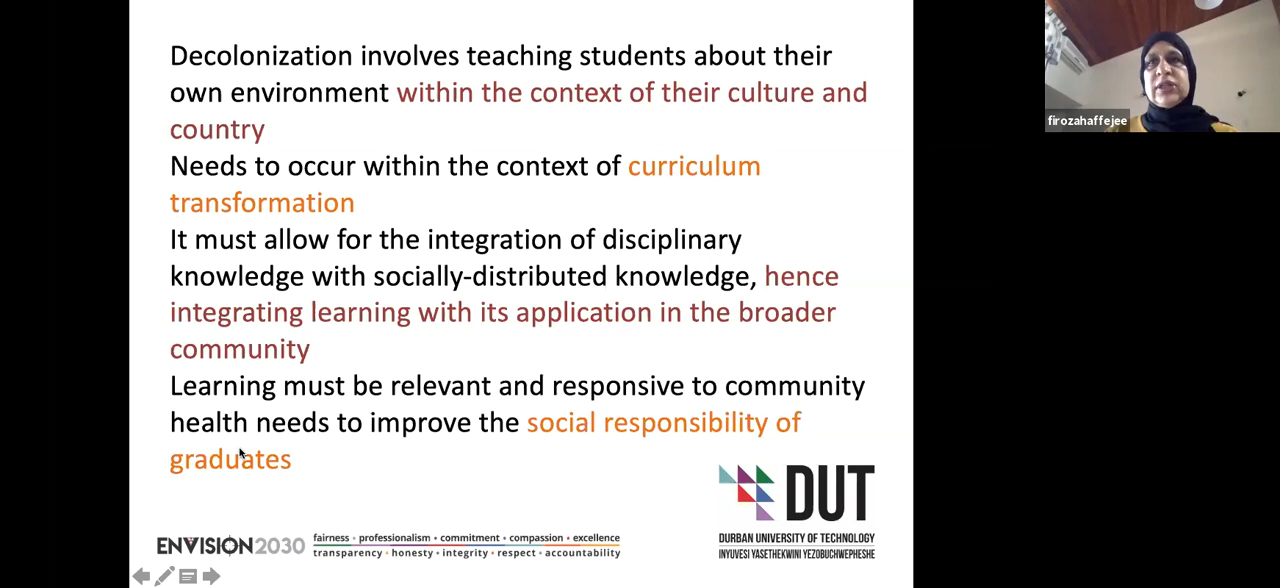 Decolonization involves teaching students about their
own environment within the context of their culture and
country
Needs to occur within the context of curriculum
transformation
It must allow for the integration of disciplinary
knowledge with socially-distributed knowledge, hence
integrating learning with its application in the broader
community
Learning must be relevant and responsive to community
health needs to improve the social responsibility of
graduates
firozahaffejee
DUT
DURBAN UNIVERSITY OF TECHNOLOGY
INYUVESI YASETHEKWINI YEZOBUCHWEPHESHE
ENVISION2030
fairness • professionalism • commitment • compassion • excellence
transparency • honesty • integrity • respect • accountability